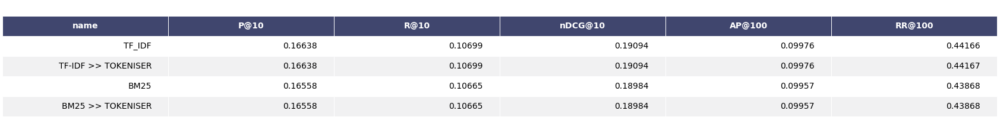 name P@10 R@10 nDCG@10 AP@100 RR@100
TF_IDF 0.16638 0.10699 0.19094 0.09976 0.44166
TF-IDF >> TOKENISER 0.16638 0.10699 0.19094 0.09976 0.44167
BM25 0.16558 0.10665 0.18984 0.09957 0.43868
BM25 >> TOKENISER 0.16558 0.10665 0.18984 0.09957 0.43868